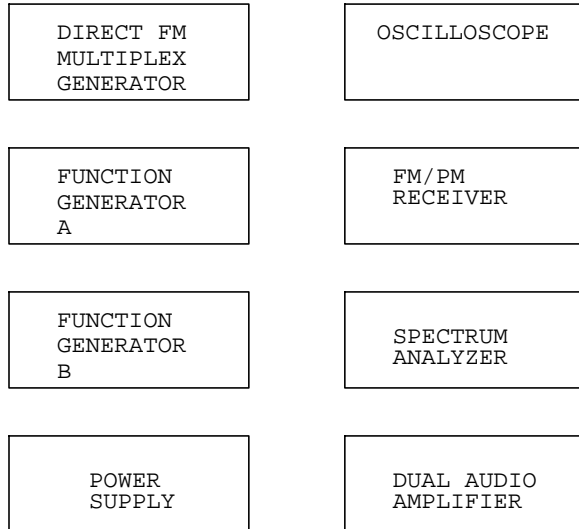 DIRECT FM
MULTIPLEX
GENERATOR
OSCILLOSCOPE
FUNCTION
GENERATOR
A
FM/PM
RECEIVER
FUNCTION
GENERATOR
B
SPECTRUM
ANALYZER
POWER
SUPPLY
DUAL AUDIO
AMPLIFIER